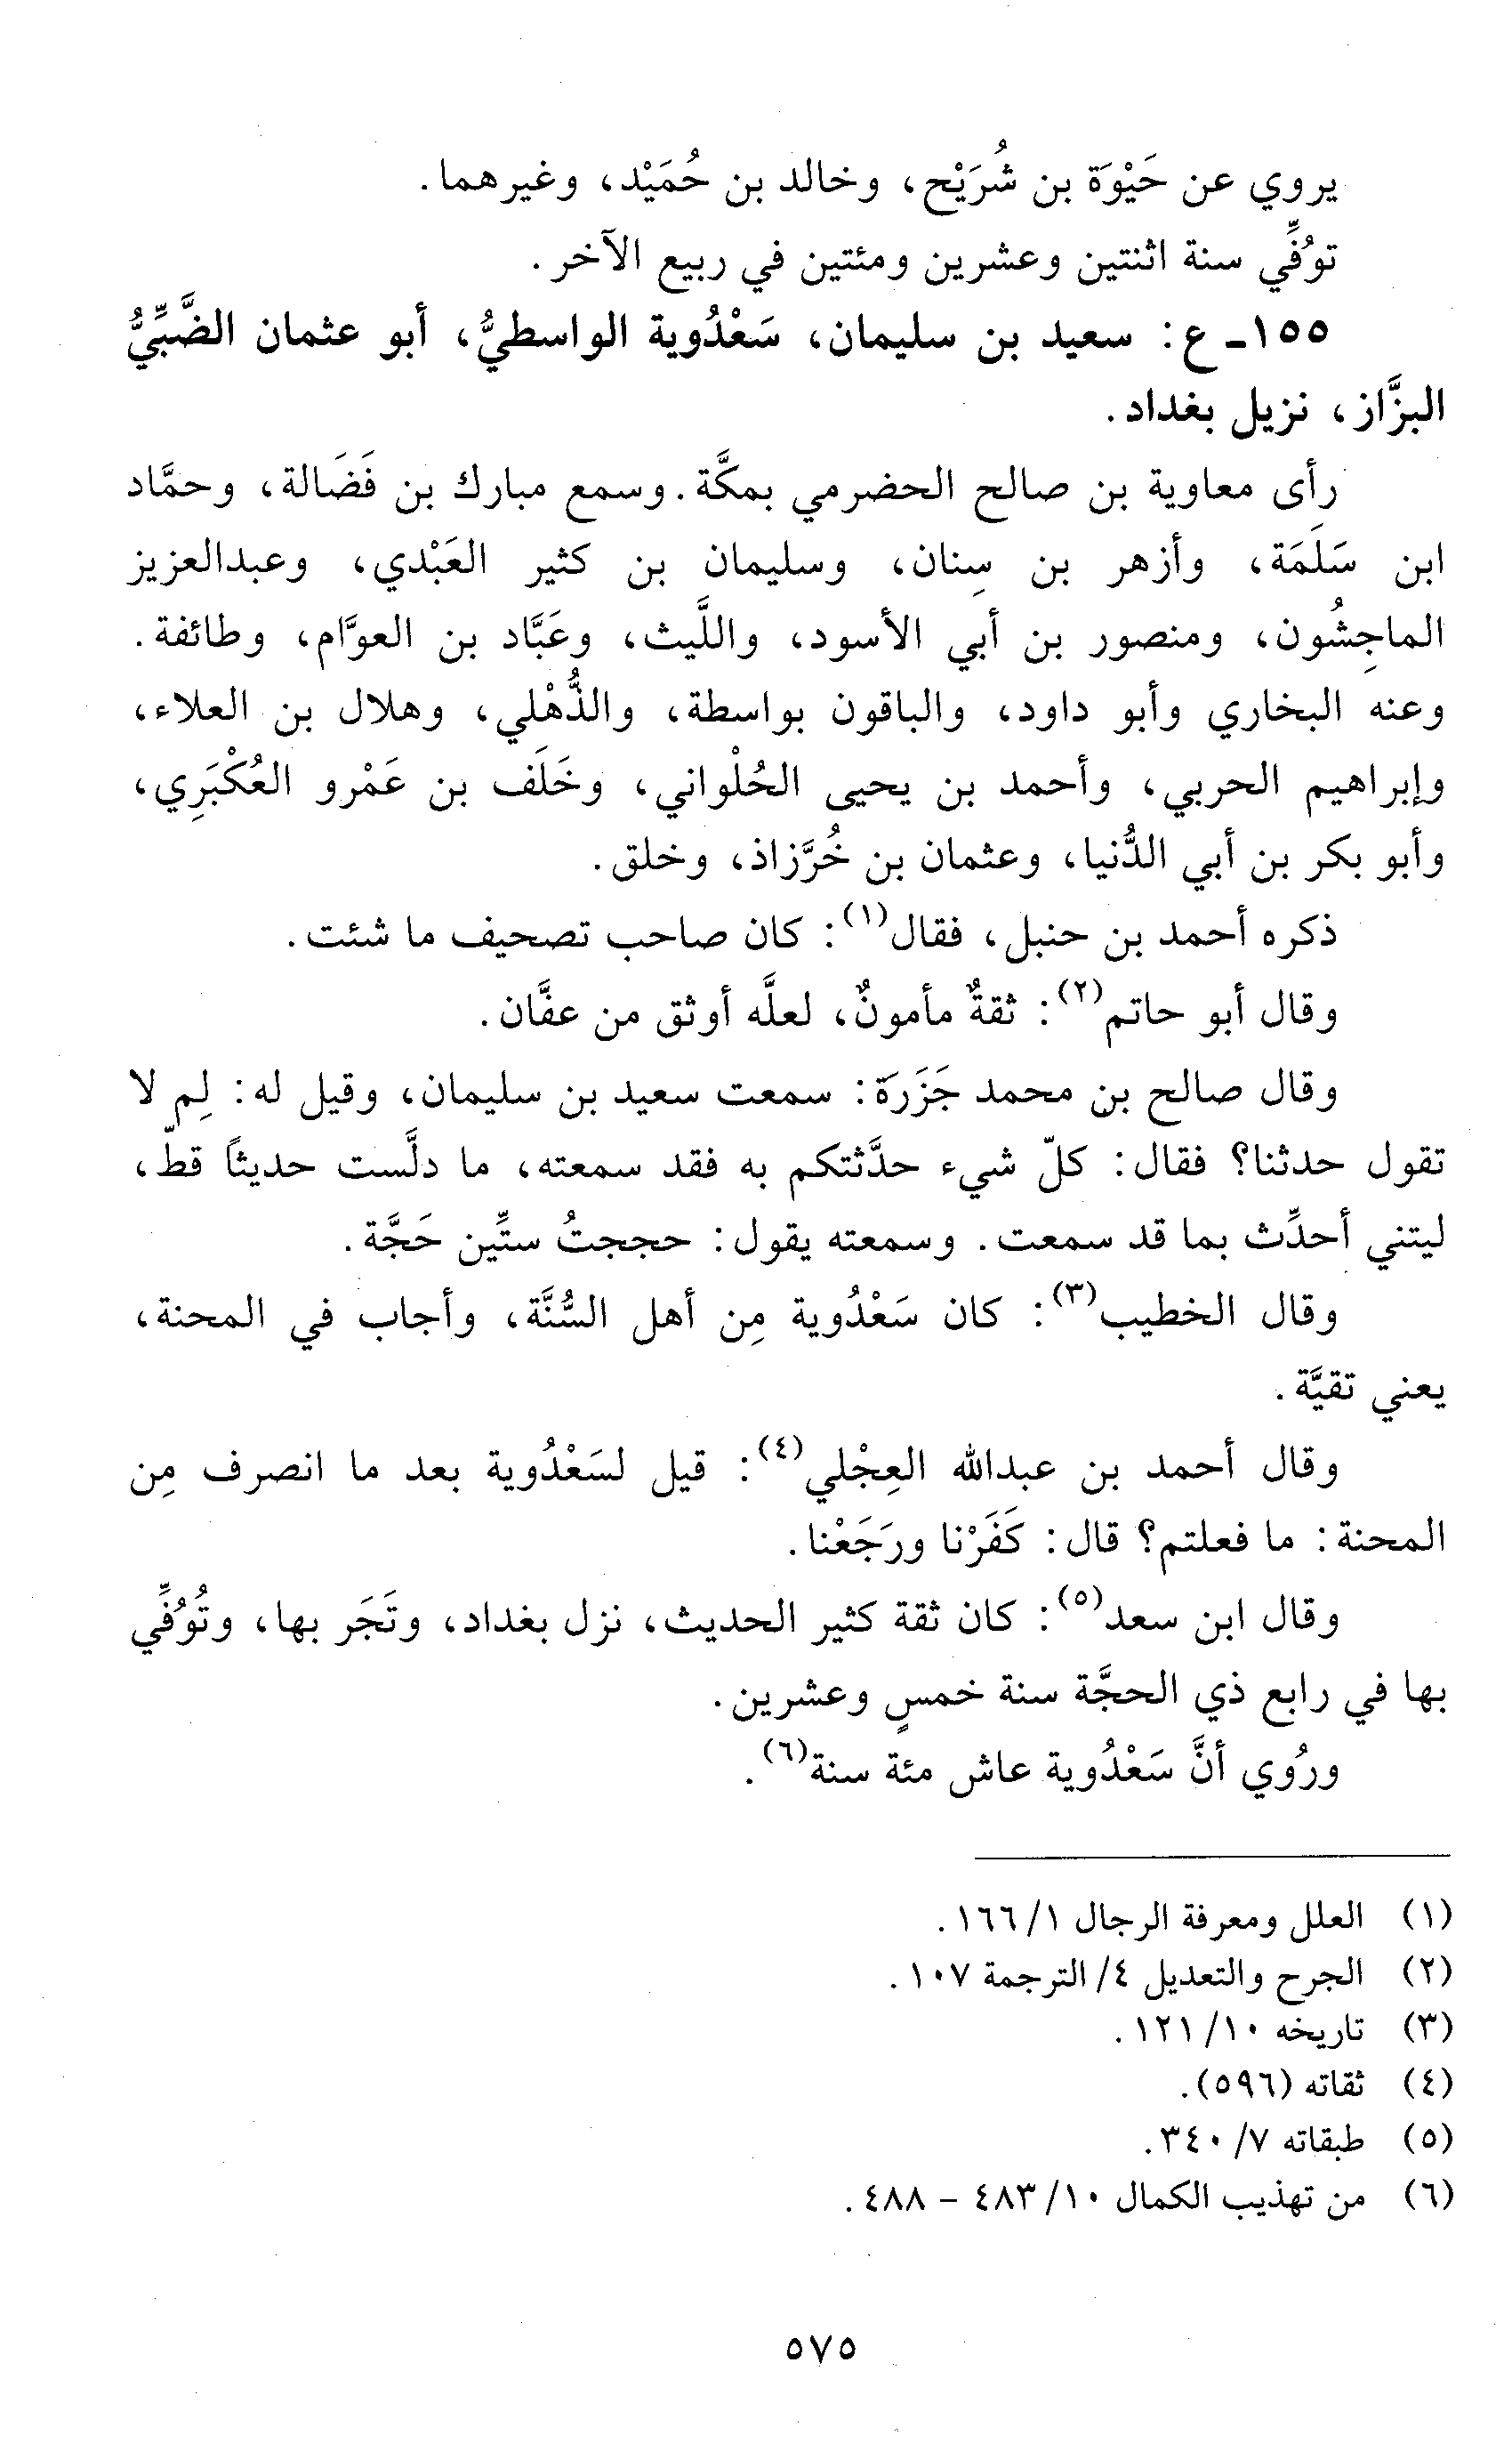 يروي عن حَيْوَة بن شُرَيْح، وخالد بن حُمَيْد، وغيرهما.
توُفِّي سنة اثنتين وعشرين ومئتين في ربيع الآخر.
١٥٥ـ ع: سعيد بن سليمان، سَعْدُوية الواسطيُّ، أبو عثمان الضَّبِّيُّ
البزَّاز، نزيل بغداد.
رأى معاوية بن صالح الحضرمي بمكَّة. وسمع مبارك بن فَضَالة، وحمَّاد
ابن سَلَمَة، وأزهر بن سِنان، وسليمان بن كثير العَبْدي، وعبدالعزيز
الماجِشُون، ومنصور بن أبي الأسود، واللَّيث، وعَبَّاد بن العوَّام، وطائفة.
وعنه البخاري وأبو داود، والباقون بواسطة، والذُّهْلي، وهلال بن العلاء،
وإبراهيم الحربي، وأحمد بن يحيى الحُلْواني، وخَلَف بن عَمْرو العُكْبَرِي،
وأبو بكر بن أبي الدُّنيا، وعثمان بن خُرَّزاذ، وخلق.
ذكره أحمد بن حنبل، فقال(١): كان صاحب تصحيف ما شئت.
وقال أبو حاتم(٢): ثقةٌ مأمونٌ، لعلَّه أوثق من عفَّان.
وقال صالح بن محمد جَزَرَة: سمعت سعيد بن سليمان، وقيل له: لِم لا
تقول حدثنا؟ فقال: كلّ شيء حدَّثتكم به فقد سمعته، ما دلَّست حديثاً قطّ،
ليتني أحدِّث بما قد سمعت. وسمعته يقول: حججتُ ستِّين حَجَّة.
وقال الخطيب(٣): كان سَعْدُوية مِن أهل السُّنَّة، وأجاب في المحنة،
يعني تقيَّة.
وقال أحمد بن عبدالله العِجْلي(٤): قيل لسَعْدُوية بعد ما انصرف مِن
المحنة: ما فعلتم؟ قال: كَفَرْنا ورَجَعْنا.
وقال ابن سعد(٥): كان ثقة كثير الحديث، نزل بغداد، وتَجَر بها، وتُوُفِّي
بها في رابع ذي الحجَّة سنة خمسٍ وعشرين.
ورُوي أنَّ سَعْدُوية عاش مئة سنة(٦).
(١) العلل ومعرفة الرجال ١/ ١٦٦.
(٢) الجرح والتعديل ٤/ الترجمة ١٠٧.
(٣) تاريخه ١٠/ ١٢١.
(٤) ثقاته (٥٩٦).
(٥) طبقاته ٧/ ٣٤٠.
(٦) من تهذيب الكمال ١٠/ ٤٨٣ - ٤٨٨.
٥٧٥